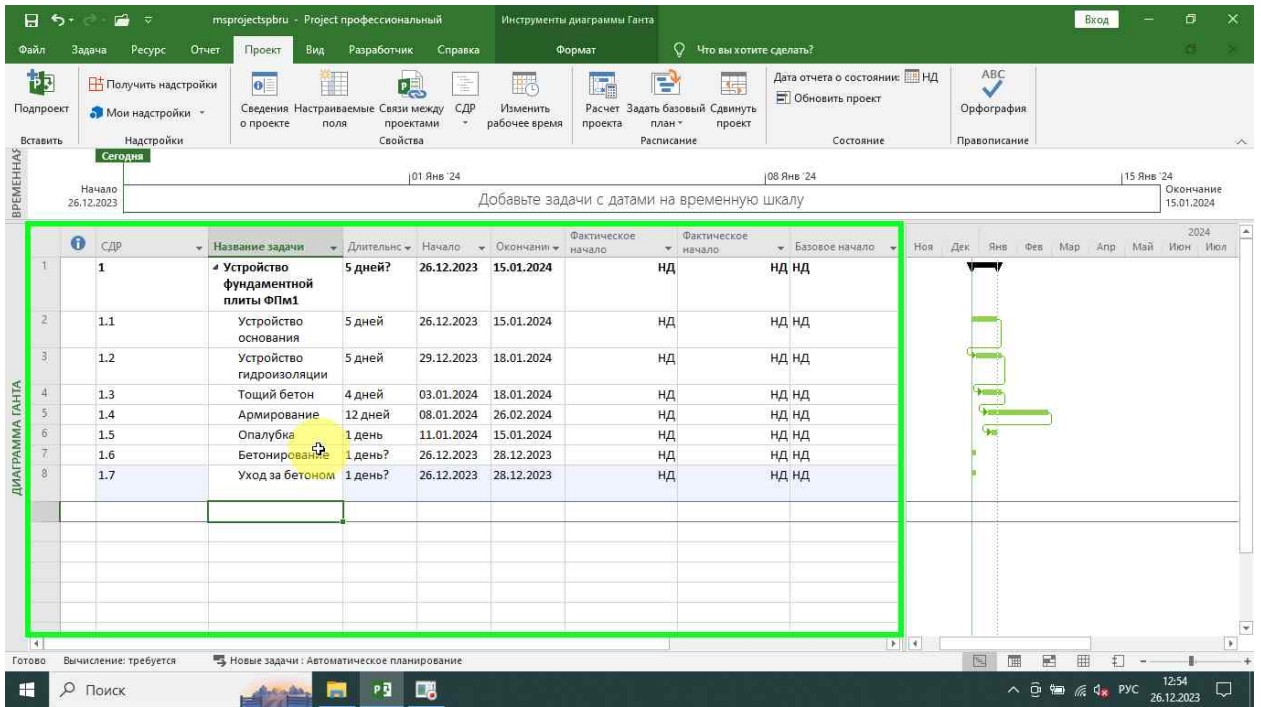 msprojectspbru - Project профессиональный
Инструменты диаграммы Ганта
Вход
Файл Задача Ресурс Отчет Проект Вид Разработчик Справка Формат Что вы хотите сделать?
Подпроект
Получить надстройки
Мои надстройки
Сведения о проекте
Настраиваемые поля
Связи между проектами
СДР
Изменить рабочее время
Расчет проекта
Задать базовый план
Сдвинуть проект
Дата отчета о состоянии: НД
Обновить проект
ABC
Орфография
Вставить Надстройки Свойства Расписание Состояние Правописание
ВРЕМЕННАЯ
Сегодня
01 Янв '24 08 Янв '24 15 Янв '24
Начало
26.12.2023
Добавьте задачи с датами на временную шкалу
Окончание
15.01.2024
ДИАГРАММА ГАНТА
СДР Название задачи Длительнс Начало Окончани Фактическое начало Фактическое начало Базовое начало
2024
Ноя Дек Янв Фев Мар Апр Май Июн Июл
1 1 Устройство фундаментной плиты ФПм1 5 дней? 26.12.2023 15.01.2024 НД НД НД
2 1.1 Устройство основания 5 дней 26.12.2023 15.01.2024 НД НД НД
3 1.2 Устройство гидроизоляции 5 дней 29.12.2023 18.01.2024 НД НД НД
4 1.3 Тощий бетон 4 дней 03.01.2024 18.01.2024 НД НД НД
5 1.4 Армирование 12 дней 08.01.2024 26.02.2024 НД НД НД
6 1.5 Опалубка 1 день 11.01.2024 15.01.2024 НД НД НД
7 1.6 Бетонирование 1 день? 26.12.2023 28.12.2023 НД НД НД
8 1.7 Уход за бетоном 1 день? 26.12.2023 28.12.2023 НД НД НД
Готово Вычисление: требуется Новые задачи : Автоматическое планирование
Поиск
РУС
12:54
26.12.2023